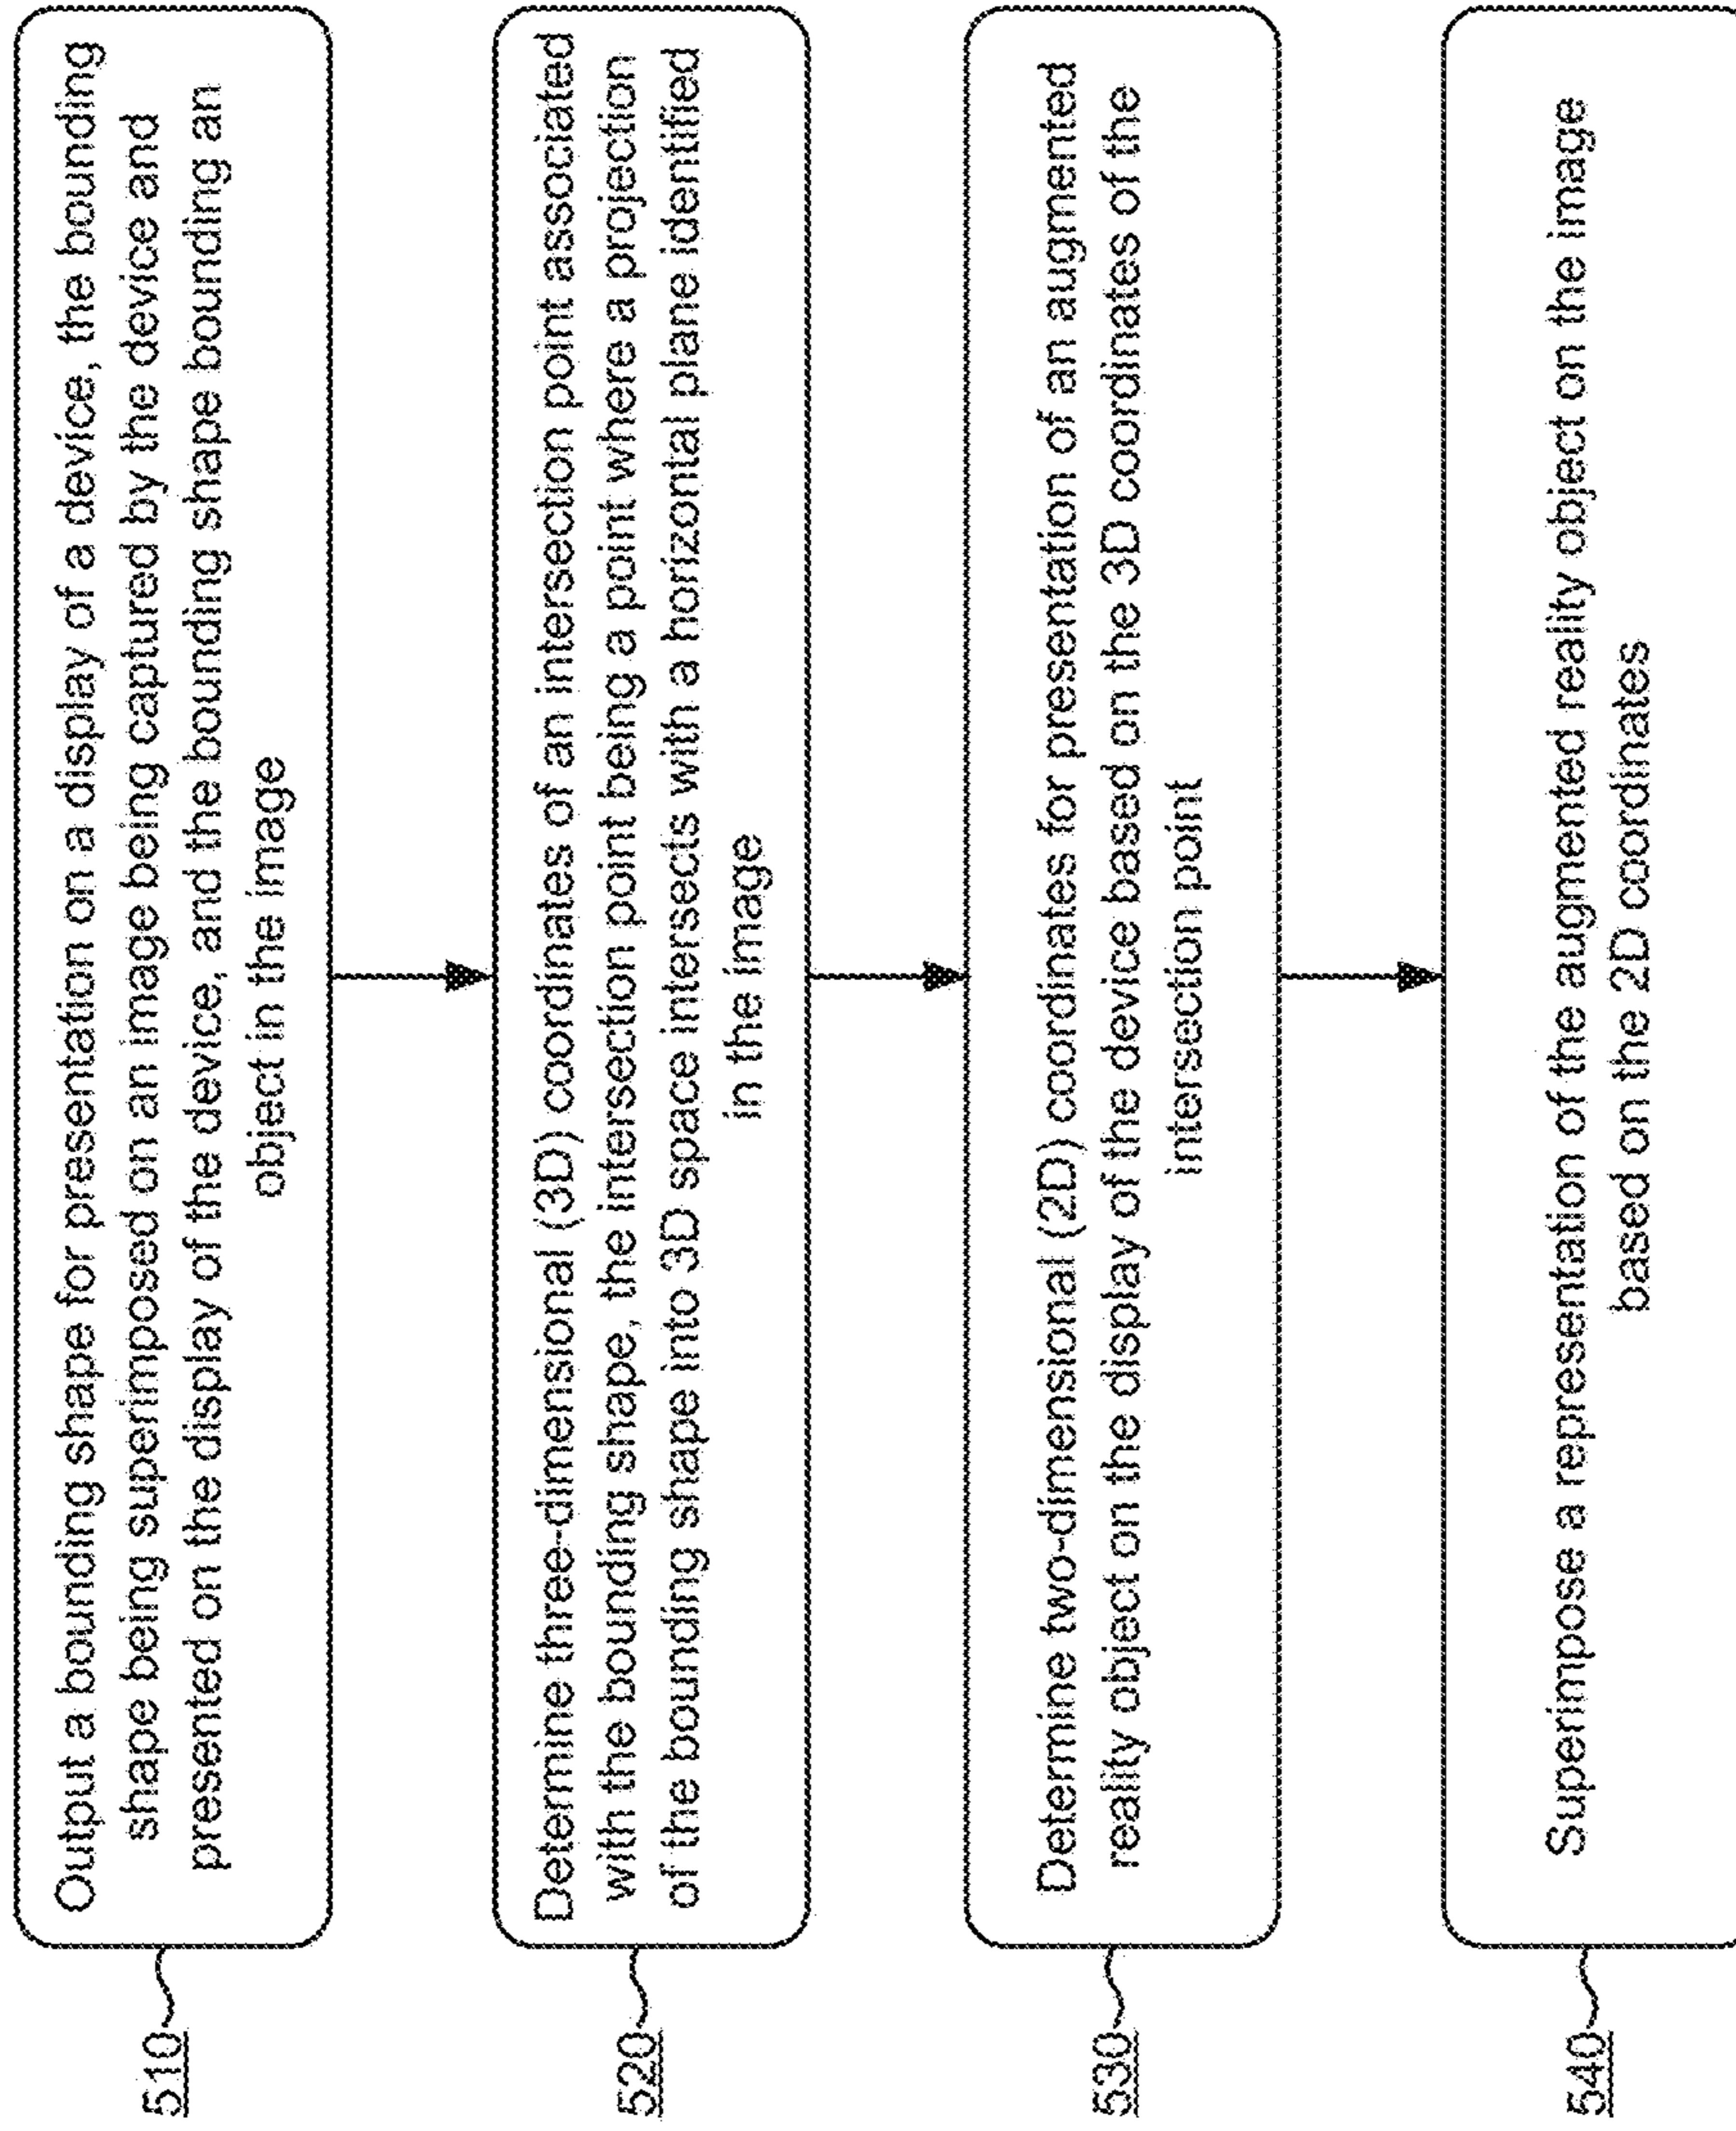 510
Output a bounding shape for presentation on a display of a device, the bounding
shape being superimposed on an image being captured by the device and
presented on the display of the device, and the bounding shape bounding an
object in the image
520
Determine three-dimensional (3D) coordinates of an intersection point associated
with the bounding shape, the intersection point being a point where a projection
of the bounding shape into 3D space intersects with a horizontal plane identified
in the image
530
Determine two-dimensional (2D) coordinates for presentation of an augmented
reality object on the display of the device based on the 3D coordinates of the
intersection point
540
Superimpose a representation of the augmented reality object on the image
based on the 2D coordinates